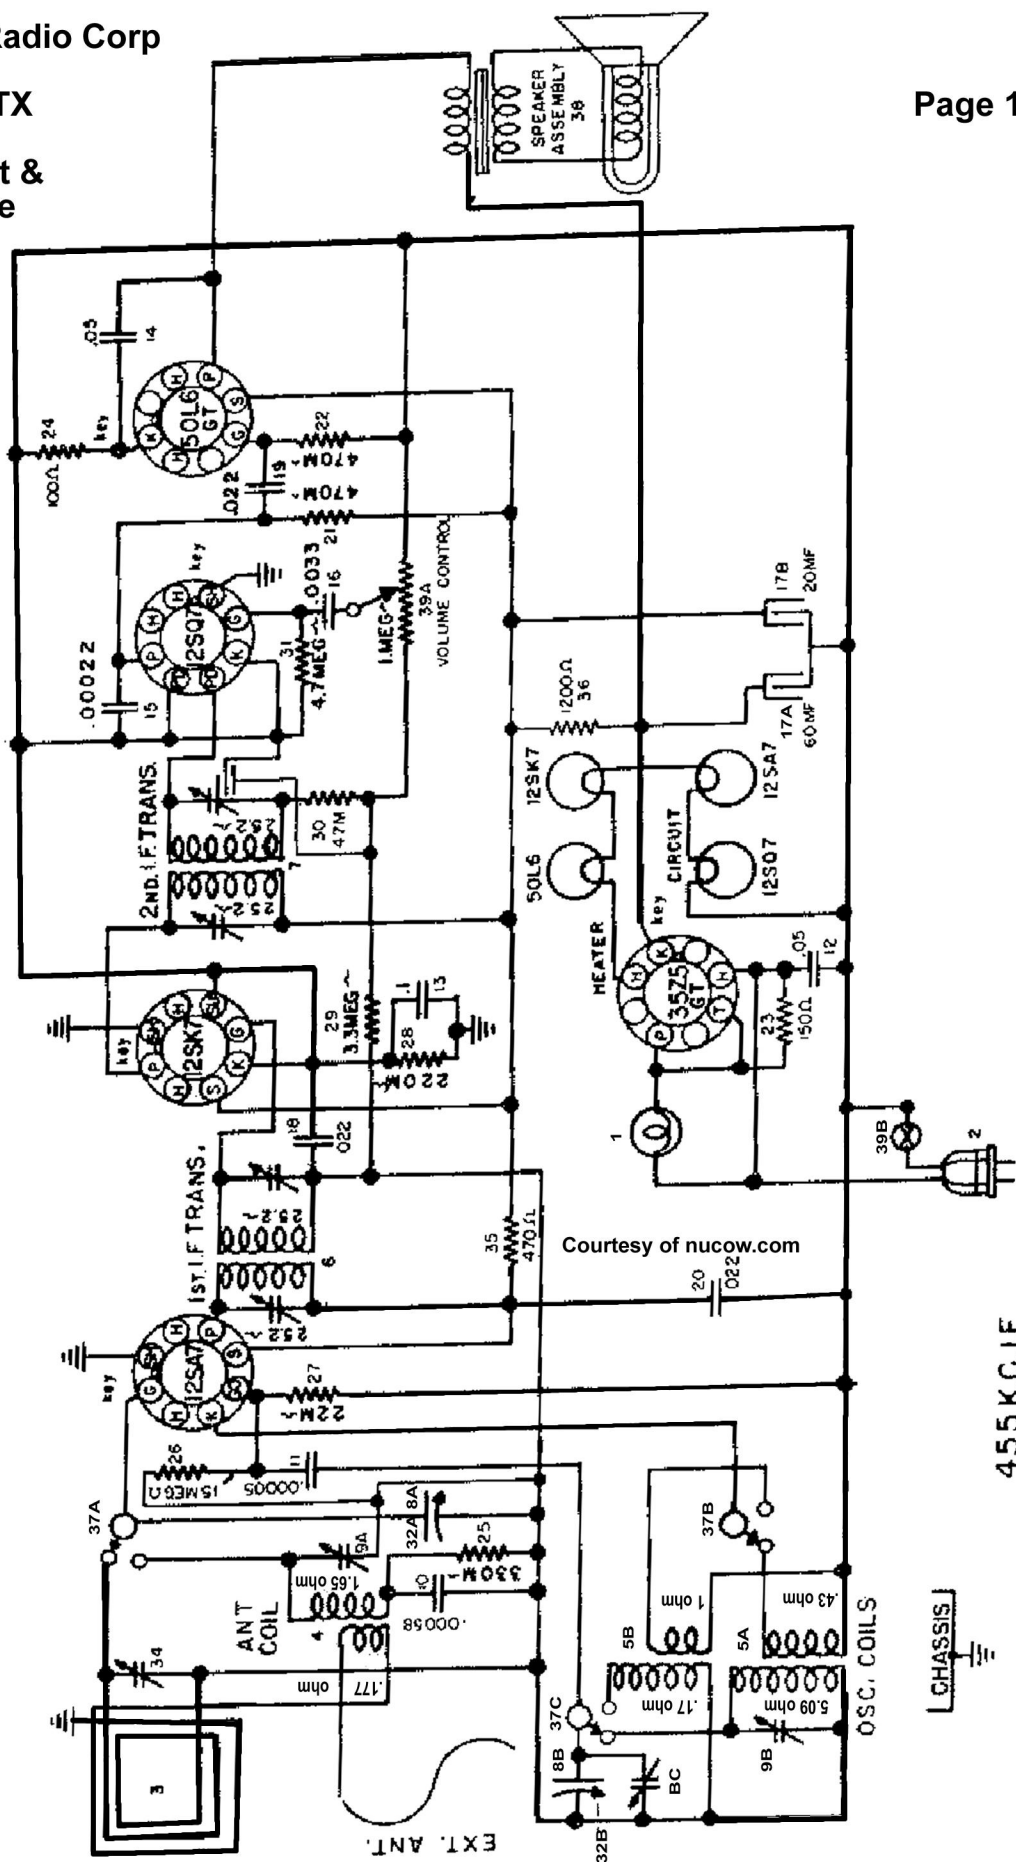 Radio Corp
TX
t &
e
Page 1
SPEAKER
ASSEMBLY
38
.05
14
24
100Ω
key
50L6
GT
H
P
K
S
H
G
.022
19
22
470M
470M
21
key
12SQ7
H
H
P
G
K
.00022
15
.0033
16
31
4.7 MEG
1 MEG
39A
VOLUME CONTROL
17B
20MF
1200Ω
36
17A
60MF
2ND. I.F. TRANS.
30
47M
7
12SK7
12SA7
50L6
12SQ7
HEATER
CIRCUIT
key
35Z5
GT
K
H
H
T
P
.05
12
23
150Ω
key
12SK7
H
P
G
K
H
S
29
3.3MEG
28
220M
.1
13
18
022
1ST. I.F TRANS.
6
35
470Ω
1
39B
2
Courtesy of nucow.com
20
022
key
12SA7
H
P
G
S
H
K
27
22M
26
15MEGΩ
11
.00005
37A
32A
8A
9A
25
330M
10
.00058
1.65 ohm
4
ANT
COIL
.177
ohm
34
3
EXT. ANT.
37B
37C
5B
1 ohm
.17 ohm
5A
.43 ohm
5.09 ohm
9B
8B
BC
32B
OSC. COILS
CHASSIS
455KC IF